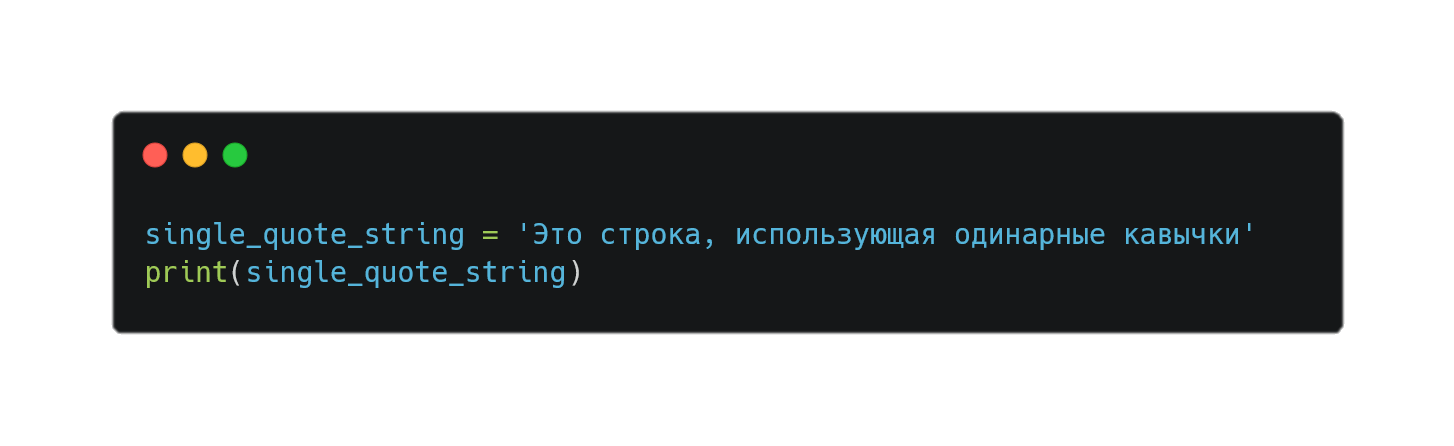 single_quote_string = 'Это строка, использующая одинарные кавычки'
print(single_quote_string)